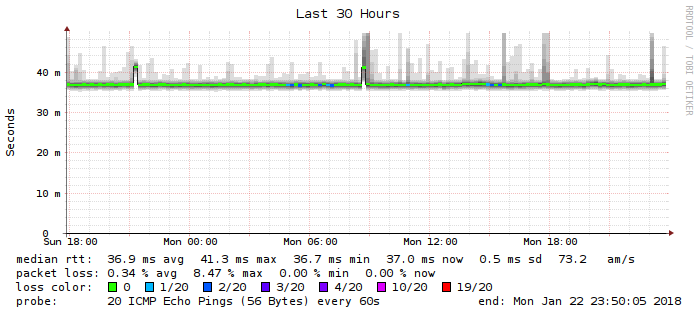 Last 30 Hours
RRDTOOL / TOBI OETIKER
Seconds
40 m
30 m
20 m
10 m
0
Sun 18:00 Mon 00:00 Mon 06:00 Mon 12:00 Mon 18:00
median rtt: 36.9 ms avg 41.3 ms max 36.7 ms min 37.0 ms now 0.5 ms sd 73.2 am/s
packet loss: 0.34 % avg 8.47 % max 0.00 % min 0.00 % now
loss color: 0 1/20 2/20 3/20 4/20 10/20 19/20
probe: 20 ICMP Echo Pings (56 Bytes) every 60s end: Mon Jan 22 23:50:05 2018